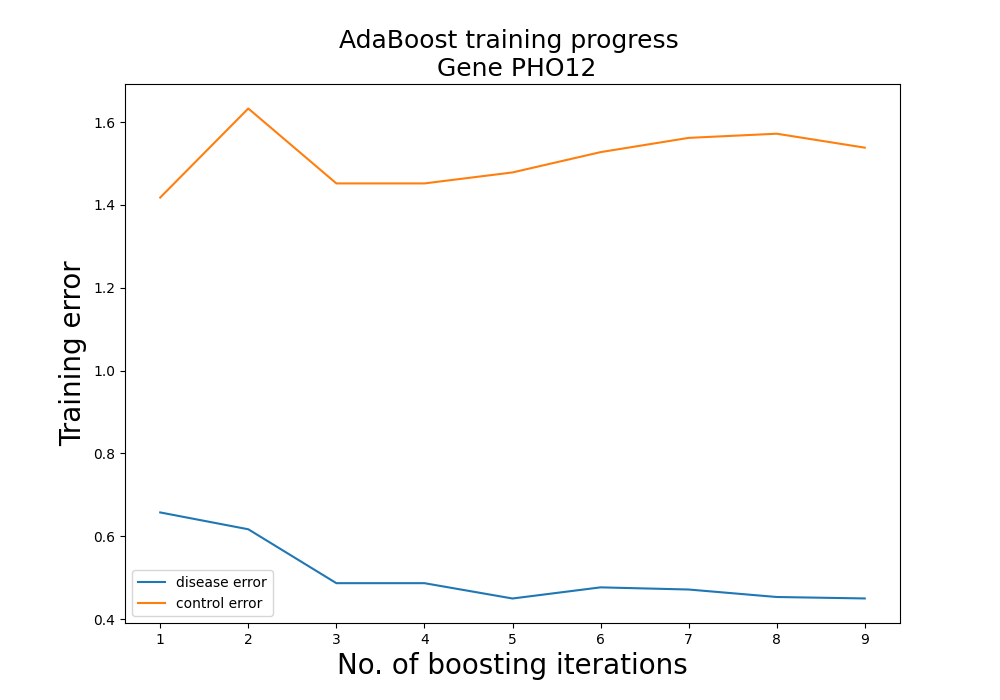 AdaBoost training progress
Gene PHO12
Training error
1.6
1.4
1.2
1.0
0.8
0.6
0.4
disease error
control error
1 2 3 4 5 6 7 8 9
No. of boosting iterations